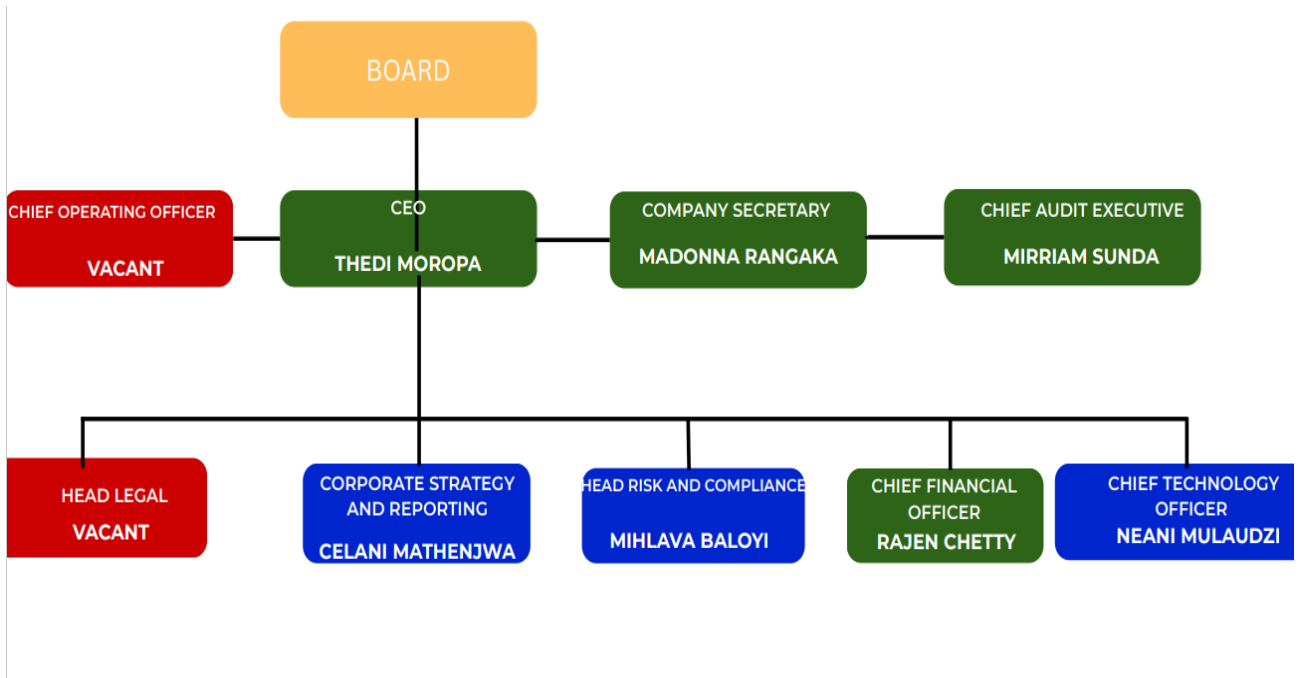 BOARD
CHIEF OPERATING OFFICER
VACANT
CEO
THEDI MOROPA
COMPANY SECRETARY
MADONNA RANGAKA
CHIEF AUDIT EXECUTIVE
MIRRIAM SUNDA
HEAD LEGAL
VACANT
CORPORATE STRATEGY
AND REPORTING
CELANI MATHENJWA
HEAD RISK AND COMPLIANCE
MIHLAVA BALOYI
CHIEF FINANCIAL
OFFICER
RAJEN CHETTY
CHIEF TECHNOLOGY
OFFICER
NEANI MULAUDZI